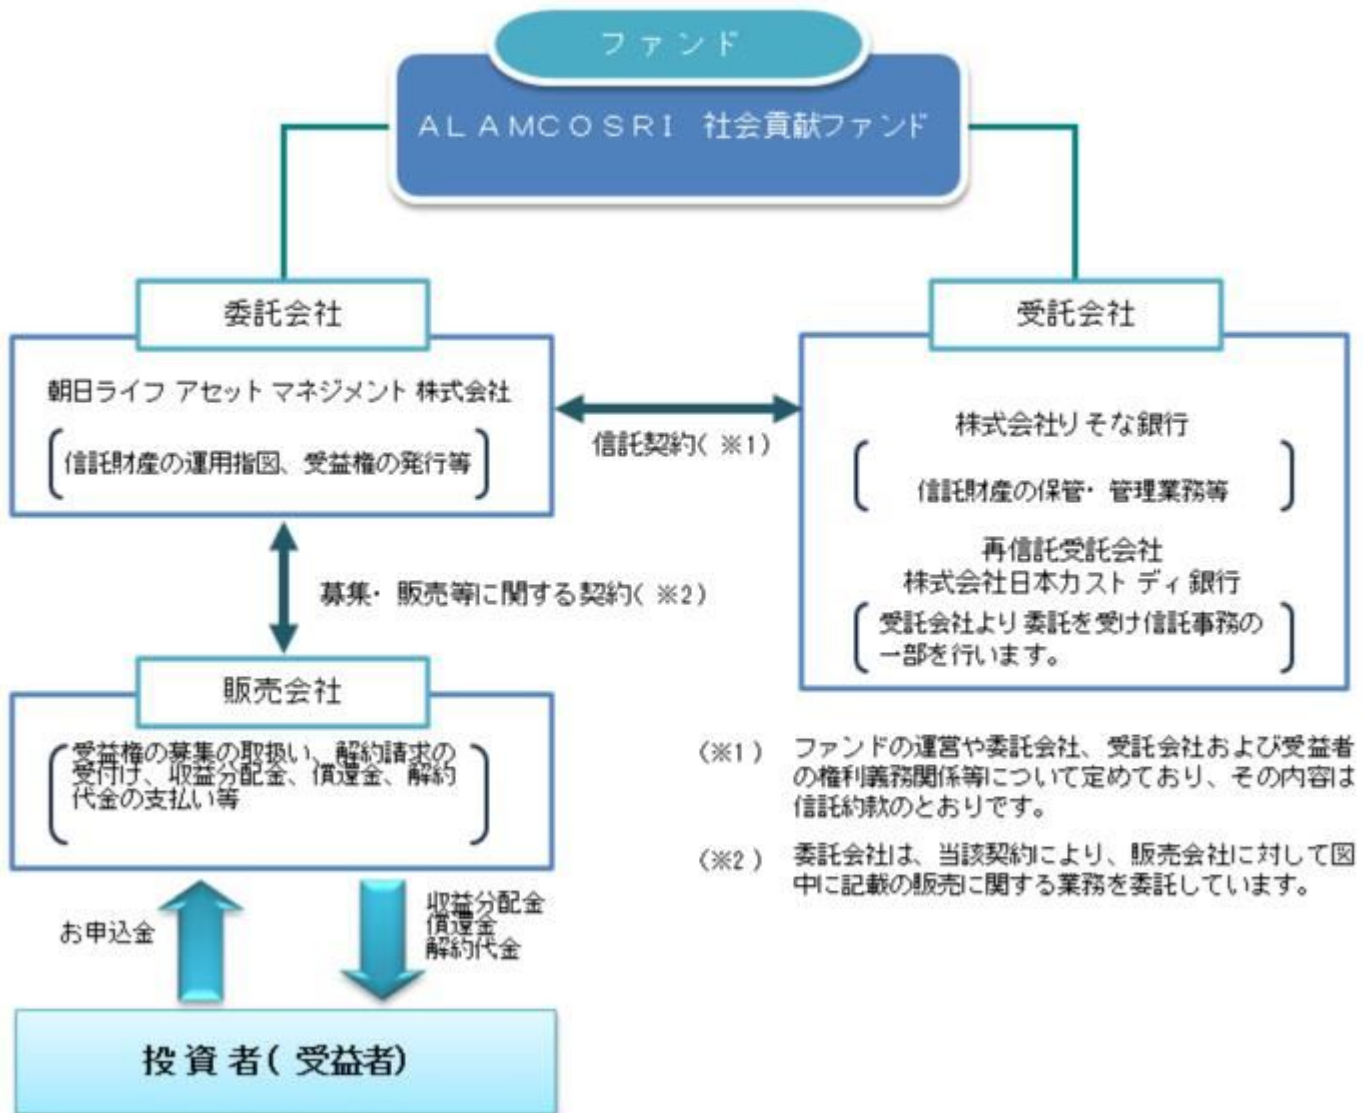 ファンド
ALAMCOSRI 社会貢献ファンド
委託会社
朝日ライフ アセット マネジメント 株式会社
信託財産の運用指図、受益権の発行等
信託契約(※1)
受託会社
株式会社りそな銀行
信託財産の保管・管理業務等
再信託受託会社
株式会社日本カストディ銀行
受託会社より委託を受け信託事務の
一部を行います。
募集・販売等に関する契約(※2)
販売会社
受益権の募集の取扱い、解約請求の
受付け、収益分配金、償還金、解約
代金の支払い等
(※1) ファンドの運営や委託会社、受託会社および受益者
の権利義務関係等について定めており、その内容は
信託約款のとおりです。
(※2) 委託会社は、当該契約により、販売会社に対して図
中に記載の販売に関する業務を委託しています。
お申込金
収益分配金
償還金
解約代金
投資者(受益者)